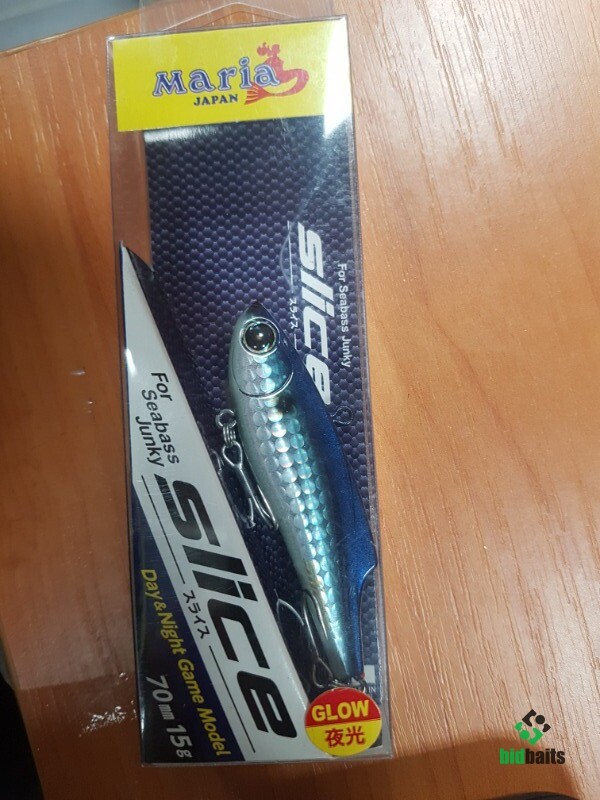 Maria
JAPAN
slice
For Seabass Junky
スライス
For
Seabass
Junky
slice
スライス
Day&Night Game Model
70mm 15g
GLOW
夜光
bidbaits